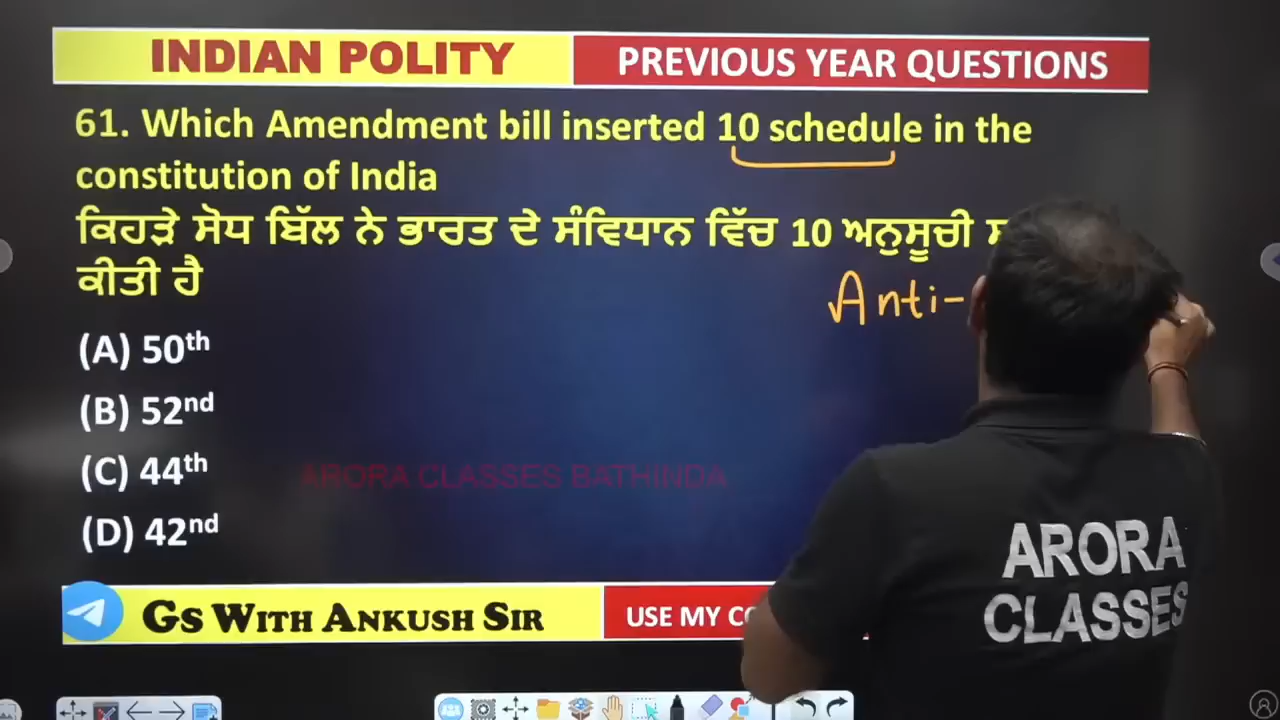 INDIAN POLITY
PREVIOUS YEAR QUESTIONS
61. Which Amendment bill inserted 10 schedule in the
constitution of India
ਕਿਹੜੇ ਸੋਧ ਬਿੱਲ ਨੇ ਭਾਰਤ ਦੇ ਸੰਵਿਧਾਨ ਵਿੱਚ 10 ਅਨੁਸੂਚੀ
ਕੀਤੀ ਹੈ
Anti-
(A) 50th
(B) 52nd
(C) 44th
(D) 42nd
ARORA CLASSES BATHINDA
GS WITH ANKUSH SIR
USE MY
ARORA
CLASSES